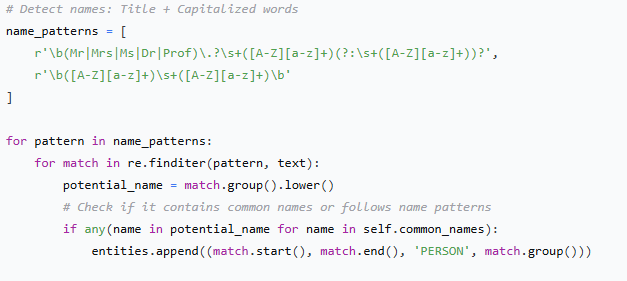 # Detect names: Title + Capitalized words
name_patterns = [
    r'\b(Mr|Mrs|Ms|Dr|Prof)\.?\s+([A-Z][a-z]+)(?:\s+([A-Z][a-z]+))?',
    r'\b([A-Z][a-z]+)\s+([A-Z][a-z]+)\b'
]
for pattern in name_patterns:
    for match in re.finditer(pattern, text):
        potential_name = match.group().lower()
        # Check if it contains common names or follows name patterns
        if any(name in potential_name for name in self.common_names):
            entities.append((match.start(), match.end(), 'PERSON', match.group()))